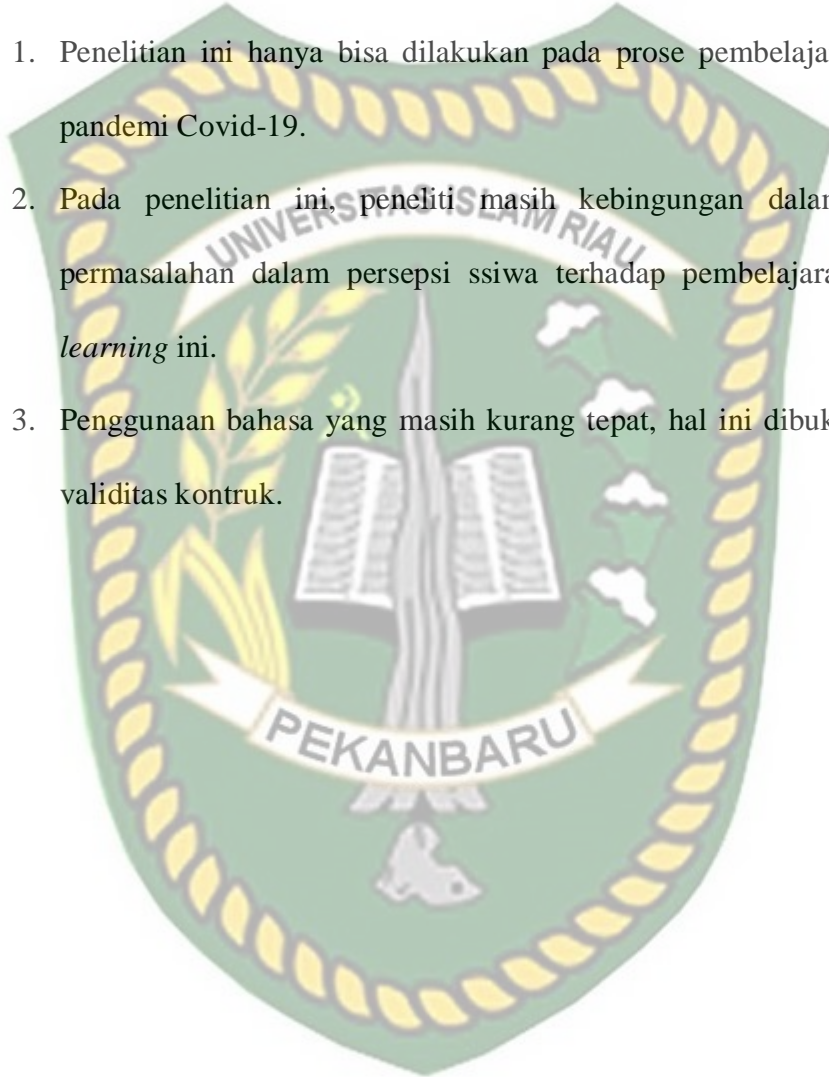 1. Penelitian ini hanya bisa dilakukan pada prose pembelaja
pandemi Covid-19.
2. Pada penelitian ini, peneliti masih kebingungan dalam
permasalahan dalam persepsi ssiwa terhadap pembelajara
learning ini.
3. Penggunaan bahasa yang masih kurang tepat, hal ini dibuk
validitas kontruk.
UNIVERSITAS ISLAM RIAU
PEKANBARU